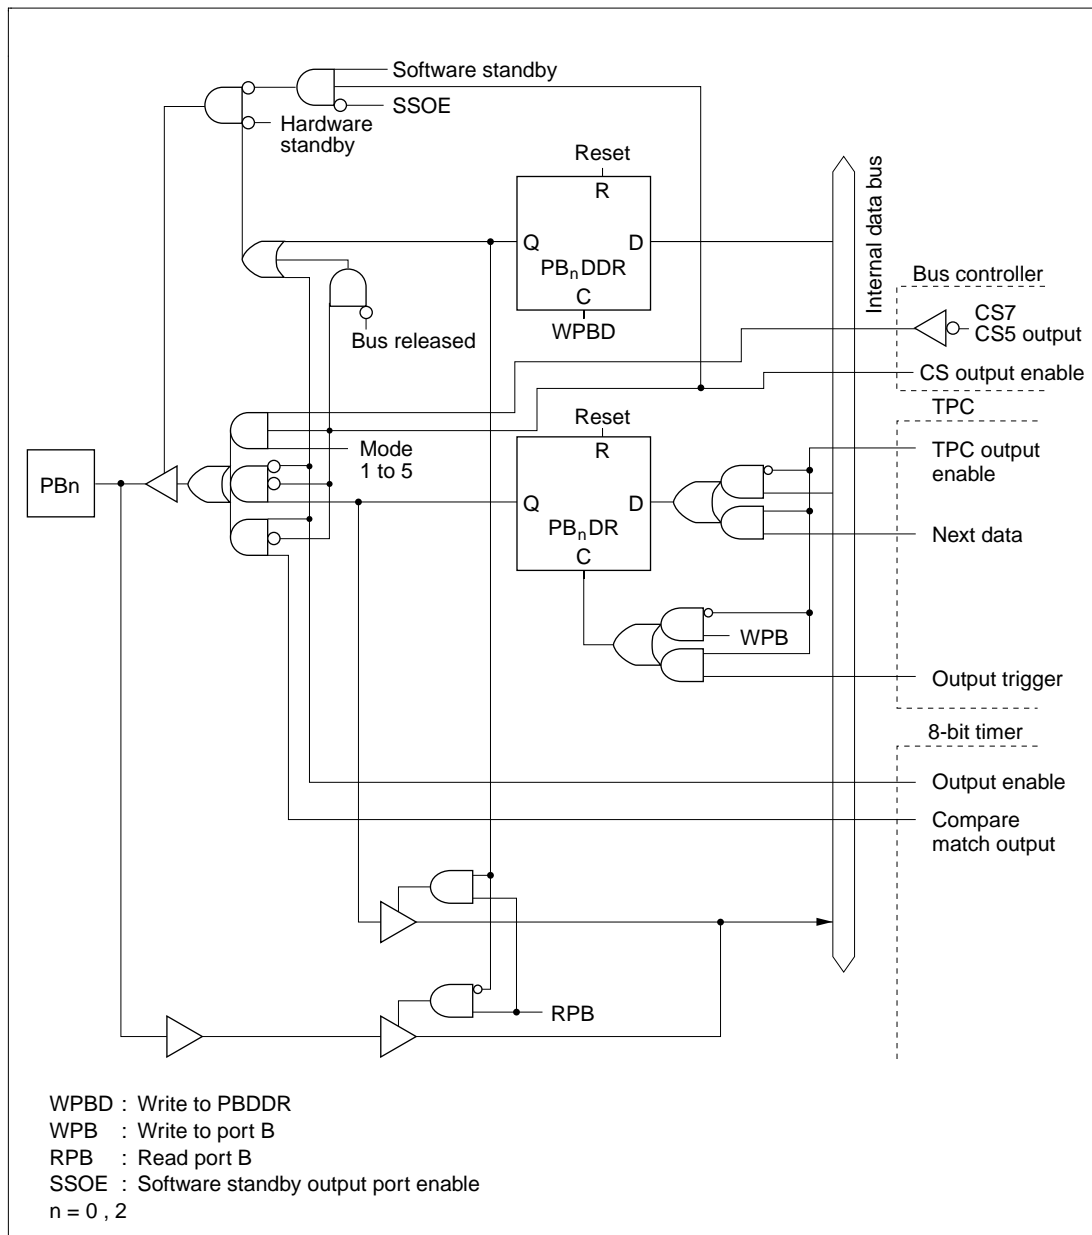 Software standby
SSOE
Hardware
standby
Reset
R
Q
D
PBnDDR
C
WPBD
Bus released
Internal data bus
Bus controller
CS7
CS5 output
CS output enable
TPC
Reset
R
Mode
1 to 5
PBn
Q
D
PBnDR
C
TPC output
enable
Next data
WPB
Output trigger
8-bit timer
Output enable
Compare
match output
RPB
WPBD : Write to PBDDR
WPB : Write to port B
RPB : Read port B
SSOE : Software standby output port enable
n = 0 , 2